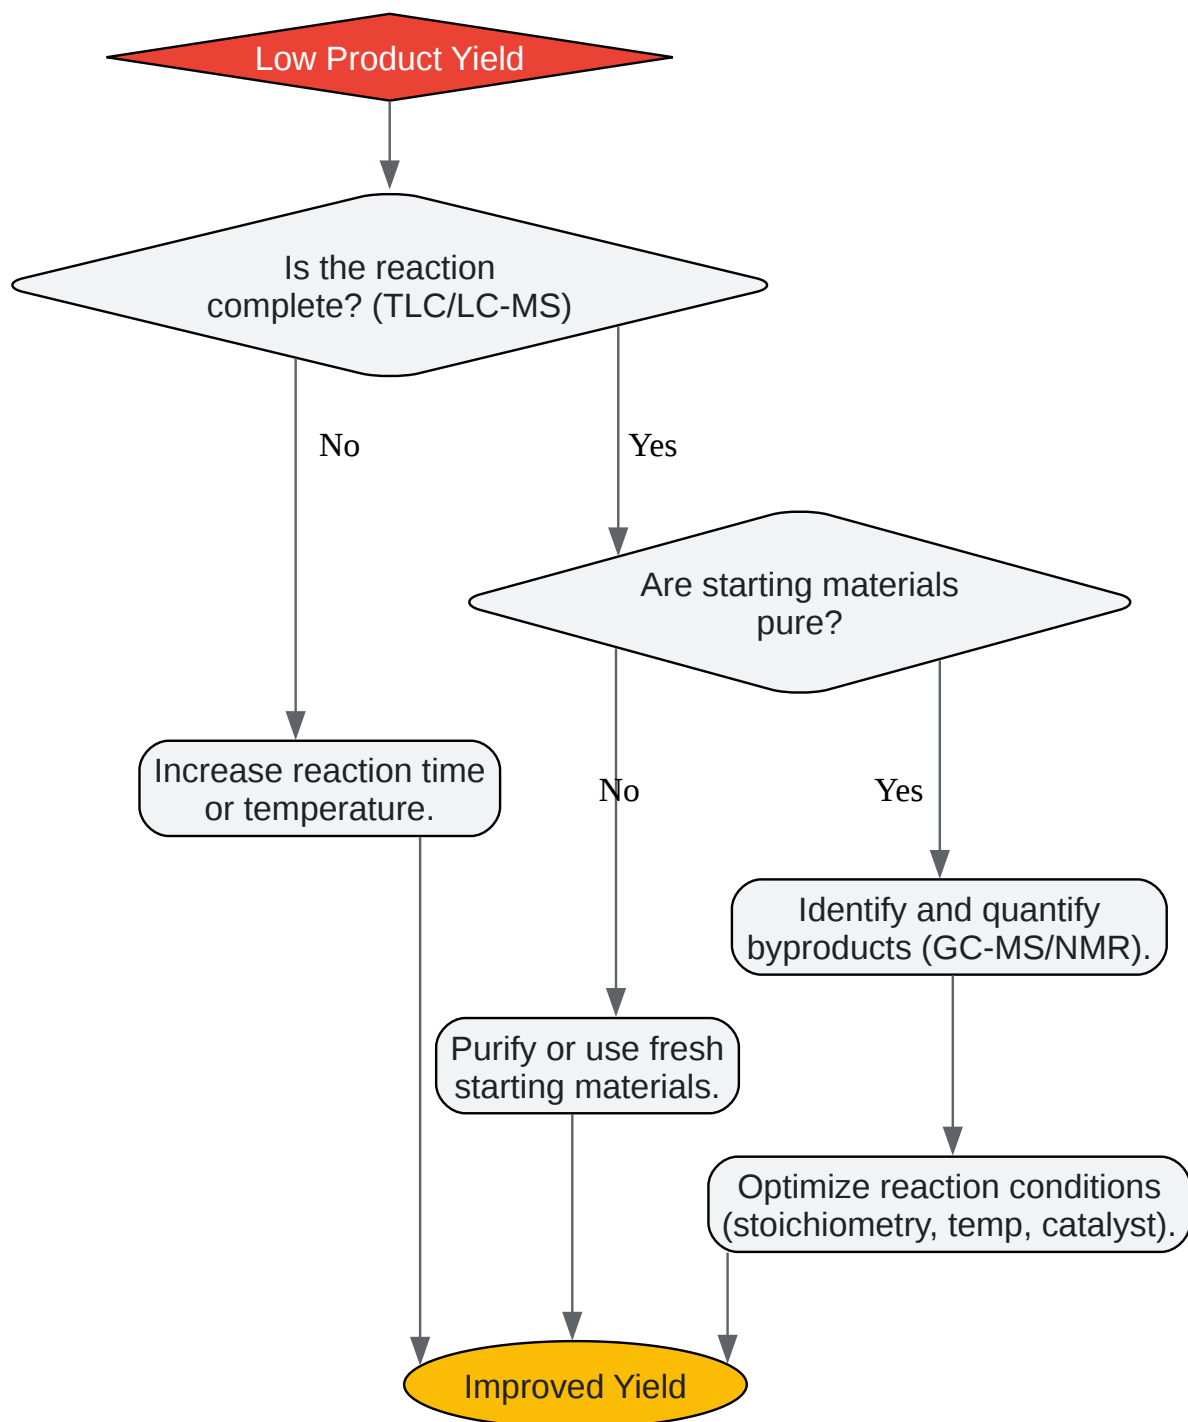 Low Product Yield
Is the reaction
complete? (TLC/LC-MS)
No
Yes
Are starting materials
pure?
Increase reaction time
or temperature.
No
Yes
Identify and quantify
byproducts (GC-MS/NMR).
Purify or use fresh
starting materials.
Optimize reaction conditions
(stoichiometry, temp, catalyst).
Improved Yield